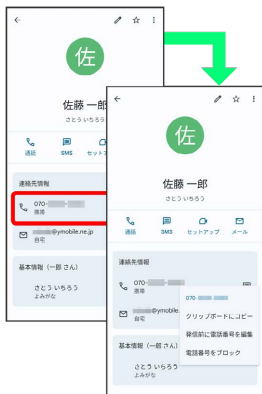 佐
佐藤 一郎
さとう いちろう
通話
SMS
セット
連絡先情報
070-
携帯
@ymobile.ne.jp
自宅
基本情報（一郎 さん）
さとう いちろう
よみがな
佐
佐藤 一郎
さとう いちろう
通話
SMS
セットアップ
メール
連絡先情報
070-
携帯
@ymobile.
自宅
基本情報（一郎 さん）
さとう いちろう
よみがな
070-
クリップボードにコピー
発信前に電話番号を編集
電話番号をブロック